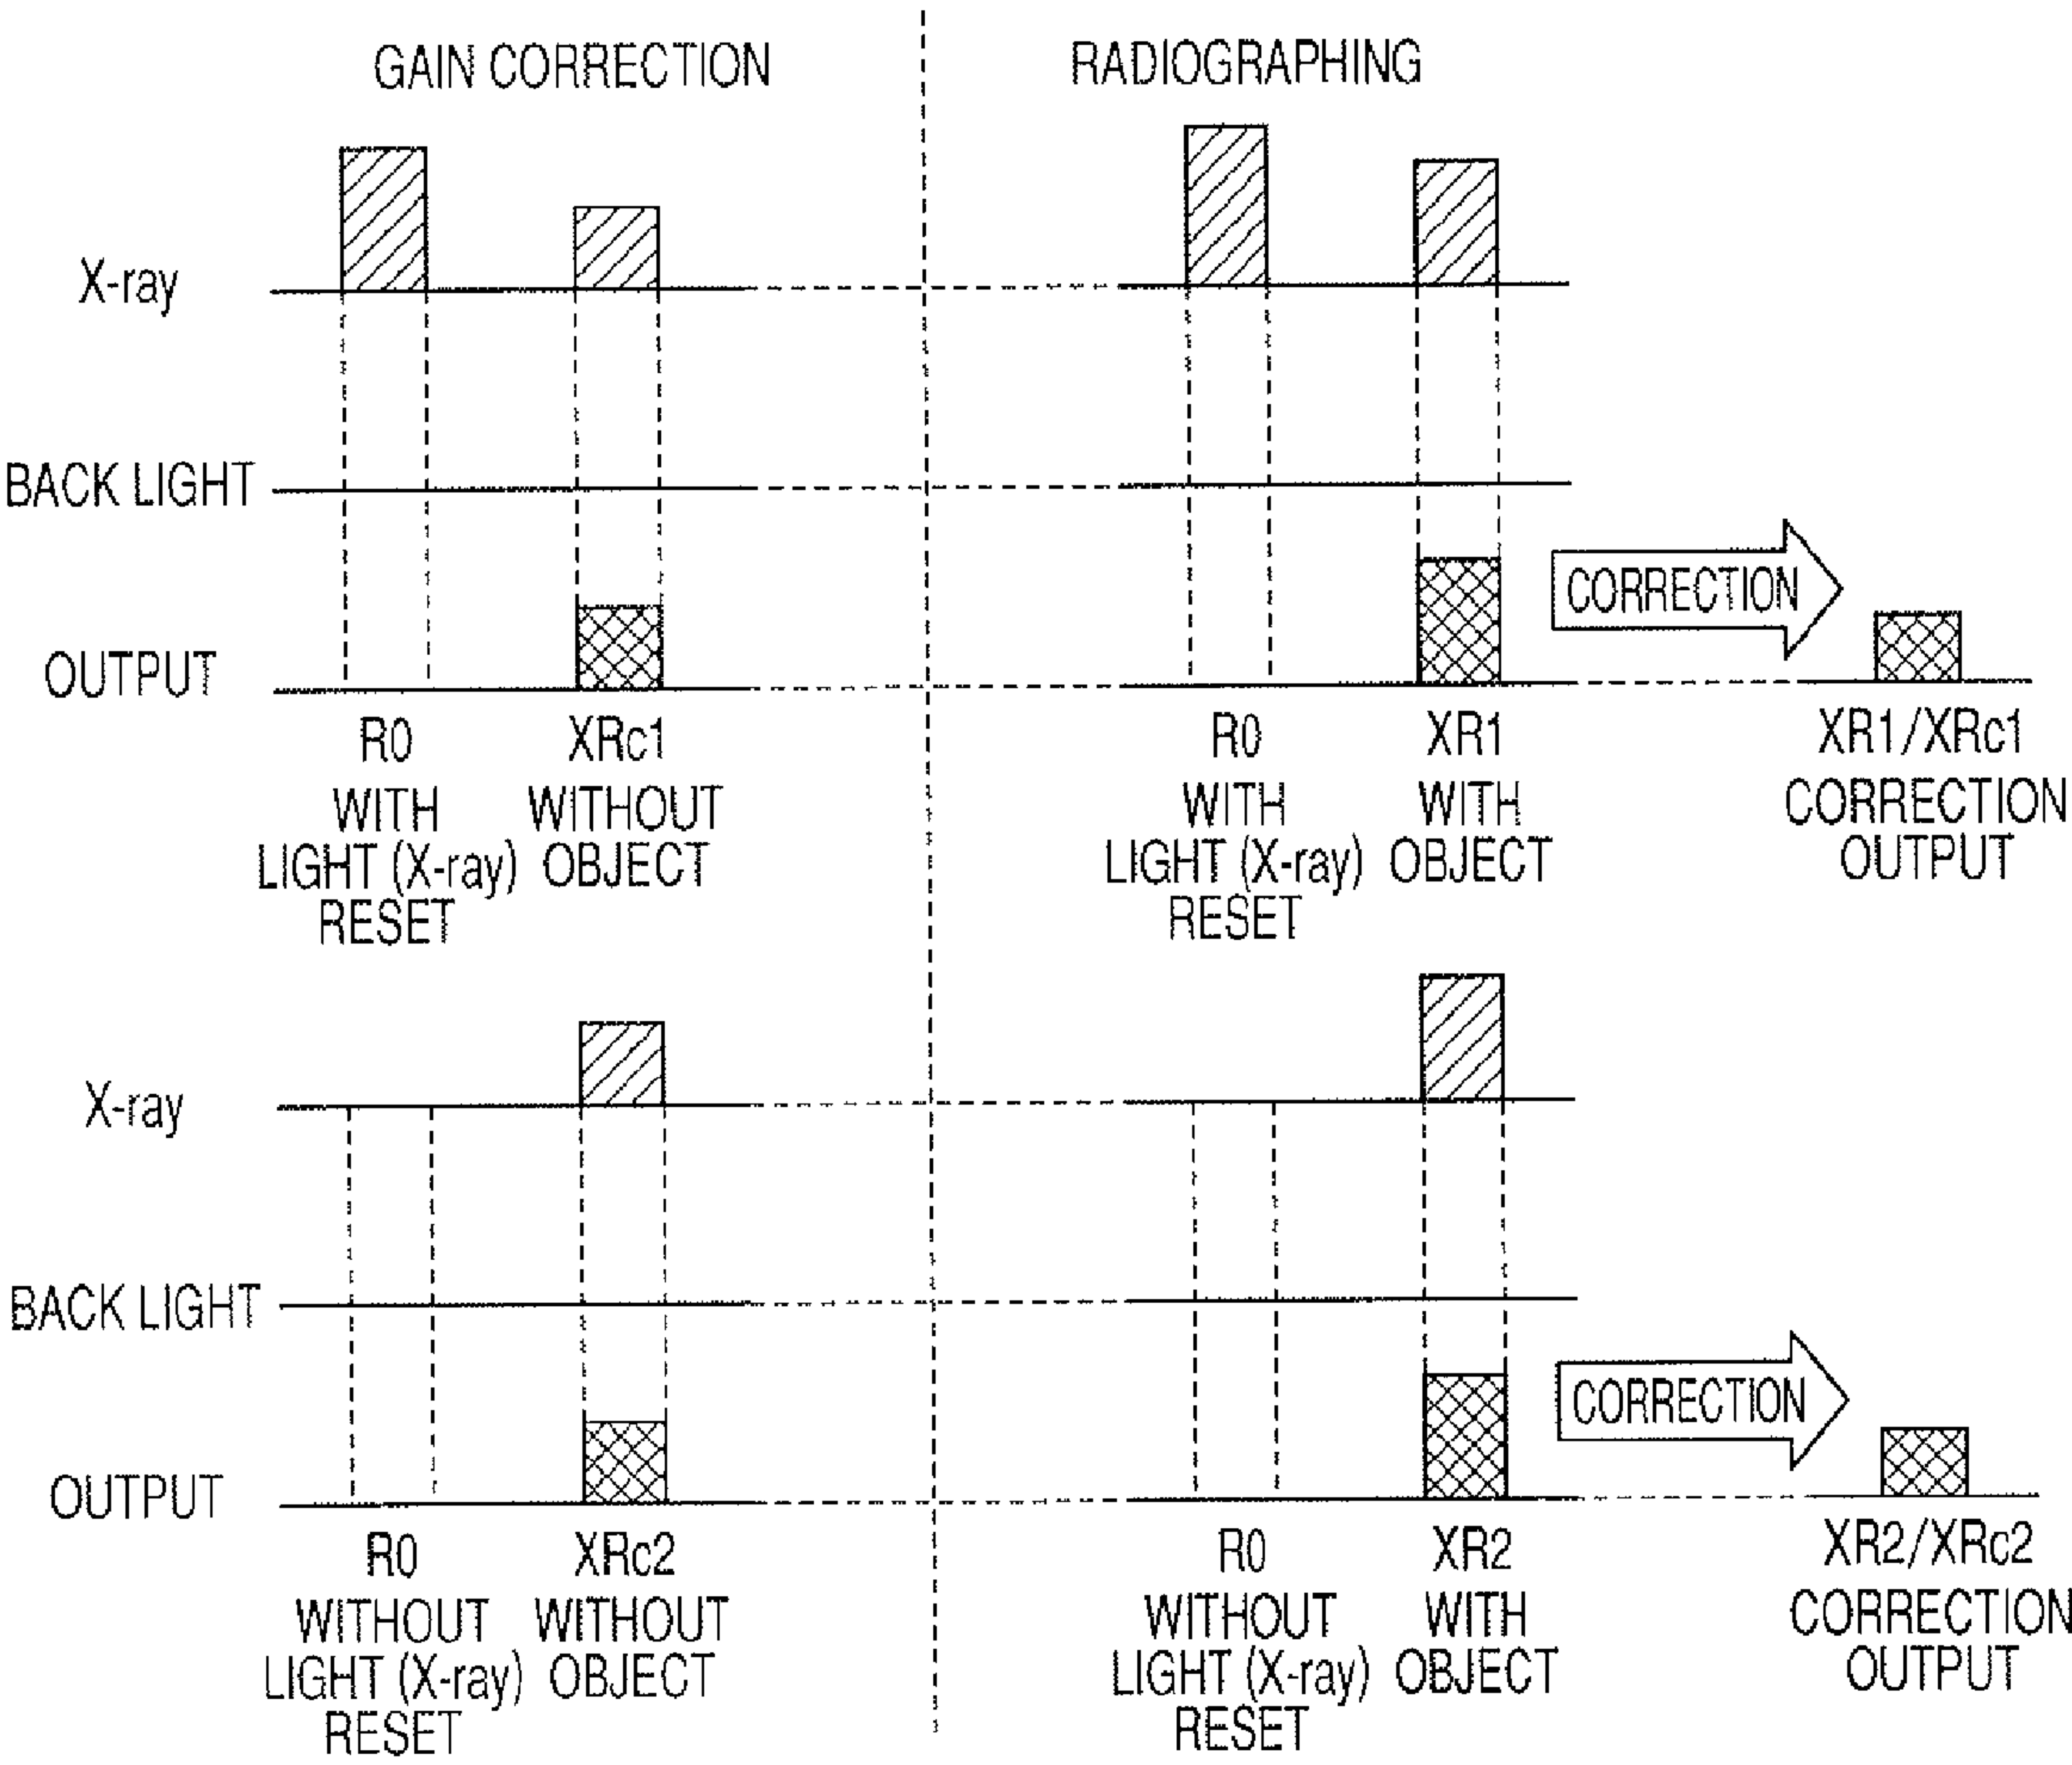 GAIN CORRECTION
RADIOGRAPHING
X-ray
BACK LIGHT
CORRECTION
OUTPUT
R0
XRc1
R0
XR1
XR1/XRc1
WITH
LIGHT (X-ray)
RESET
WITHOUT
OBJECT
WITH
LIGHT (X-ray)
RESET
WITH
OBJECT
CORRECTION
OUTPUT
X-ray
BACK LIGHT
CORRECTION
OUTPUT
R0
XRc2
R0
XR2
XR2/XRc2
WITHOUT
LIGHT (X-ray)
RESET
WITHOUT
OBJECT
WITHOUT
LIGHT (X-ray)
RESET
WITH
OBJECT
CORRECTION
OUTPUT